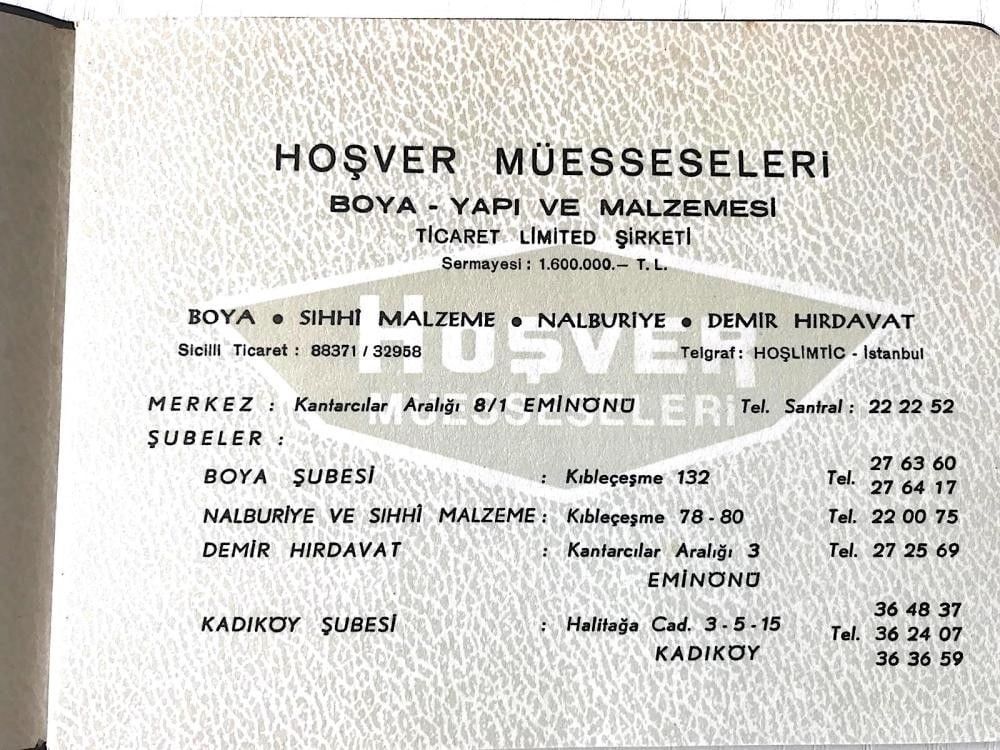 HOŞVER MÜESSESELERİ
BOYA - YAPI VE MALZEMESİ
TİCARET LİMİTED ŞİRKETİ
Sermayesi : 1.600.000.— T. L.
HOŞVER
MÜESSESELERİ
BOYA • SIHHÎ MALZEME • NALBURİYE • DEMİR HIRDAVAT
Sicilli Ticaret : 88371 / 32958 Telgraf : HOŞLİMTİC - İstanbul
MERKEZ : Kantarcılar Aralığı 8/1 EMİNÖNÜ Tel. Santral : 22 22 52
ŞUBELER :
BOYA ŞUBESİ : Kıbleçeşme 132 Tel. 27 63 60
27 64 17
NALBURİYE VE SIHHÎ MALZEME : Kıbleçeşme 78 - 80 Tel. 22 00 75
DEMİR HIRDAVAT : Kantarcılar Aralığı 3 Tel. 27 25 69
EMİNÖNÜ
KADIKÖY ŞUBESİ : Halitağa Cad. 3 - 5 - 15 Tel. 36 48 37
36 24 07
KADIKÖY 36 36 59